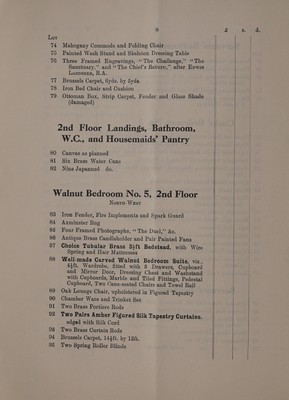 8
£ s. d.
Lot
74 Mahogany Commode and Folding Chair
75 Painted Wash Stand and Skeleton Dressing Table
76 Three Framed Engravings, "The Challenge," "The
Sanctuary," and "The Chief's Return," after Edwin
Landseer, R.A.
77 Brussels Carpet, 6yds. by 5yds.
78 Iron Bed Chair and Cushion
79 Ottoman Box, Strip Carpet, Fender and Glass Shade
(damaged)
2nd Floor Landings, Bathroom,
W.C., and Housemaids' Pantry
80 Canvas as planned
81 Six Brass Water Cans
82 Nine Japanned do.
Walnut Bedroom No. 5, 2nd Floor
North-West
83 Iron Fender, Fire Implements and Spark Guard
84 Axminster Rug
85 Four Framed Photographs, "The Duel," &c.
86 Antique Brass Candleholder and Pair Painted Fans
87 Choice Tubular Brass 3½ft Bedstead, with Wire
Spring and Hair Mattresses
88 Well-made Carved Walnut Bedroom Suite, viz.,
4½ft. Wardrobe, fitted with 3 Drawers, Cupboard
and Mirror Door, Dressing Chest and Washstand
with Cupboards, Marble and Tiled Fittings, Pedestal
Cupboard, Two Cane-seated Chairs and Towel Rail
89 Oak Lounge Chair, upholstered in Figured Tapestry
90 Chamber Ware and Trinket Set
91 Two Brass Portiere Rods
92 Two Pairs Amber Figured Silk Tapestry Curtains,
edged with Silk Cord
93 Two Brass Curtain Rods
94 Brussels Carpet, 14½ft. by 12ft.
95 Two Spring Roller Blinds